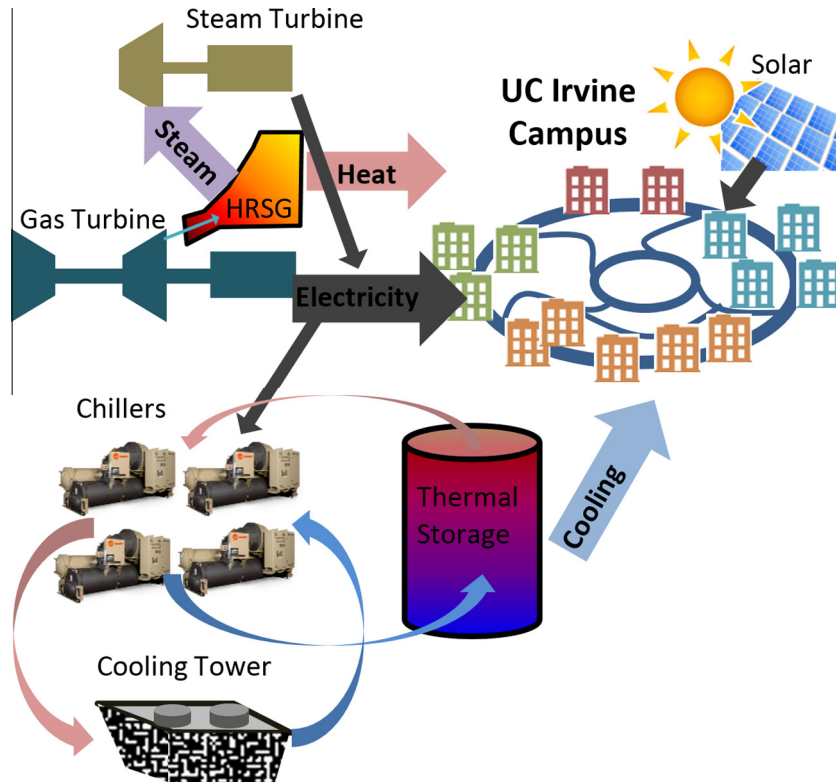 Steam Turbine
Solar
UC Irvine
Campus
Steam
Heat
HRSG
Gas Turbine
Electricity
Chillers
Thermal
Storage
Cooling
Cooling Tower